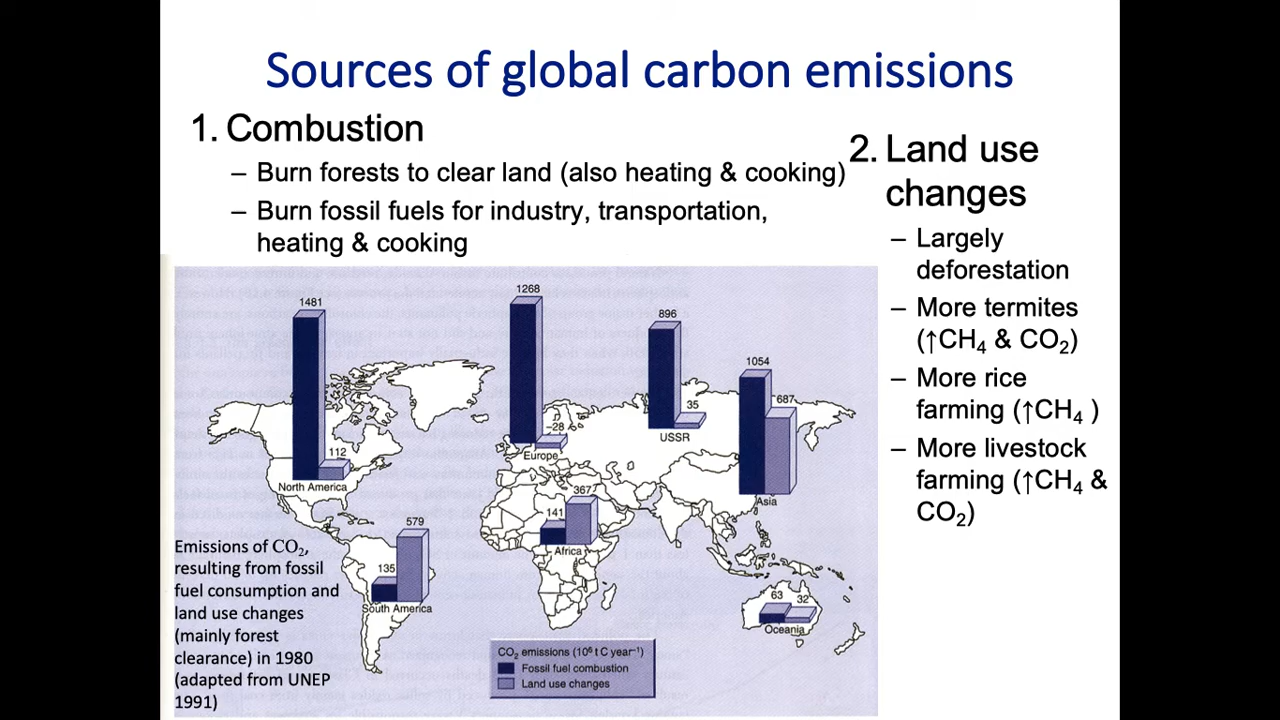 Sources of global carbon emissions
1. Combustion
– Burn forests to clear land (also heating & cooking)
– Burn fossil fuels for industry, transportation,
heating & cooking
2. Land use
changes
– Largely
deforestation
– More termites
(↑CH₄ & CO₂)
– More rice
farming (↑CH₄ )
– More livestock
farming (↑CH₄ &
CO₂)
1481
112
North America
1268
–28
Europe
896
35
USSR
1054
687
Asia
579
135
South America
367
141
Africa
63
32
Oceania
Emissions of CO₂,
resulting from fossil
fuel consumption and
land use changes
(mainly forest
clearance) in 1980
(adapted from UNEP
1991)
CO₂ emissions (10⁶ t C year⁻¹)
Fossil fuel combustion
Land use changes